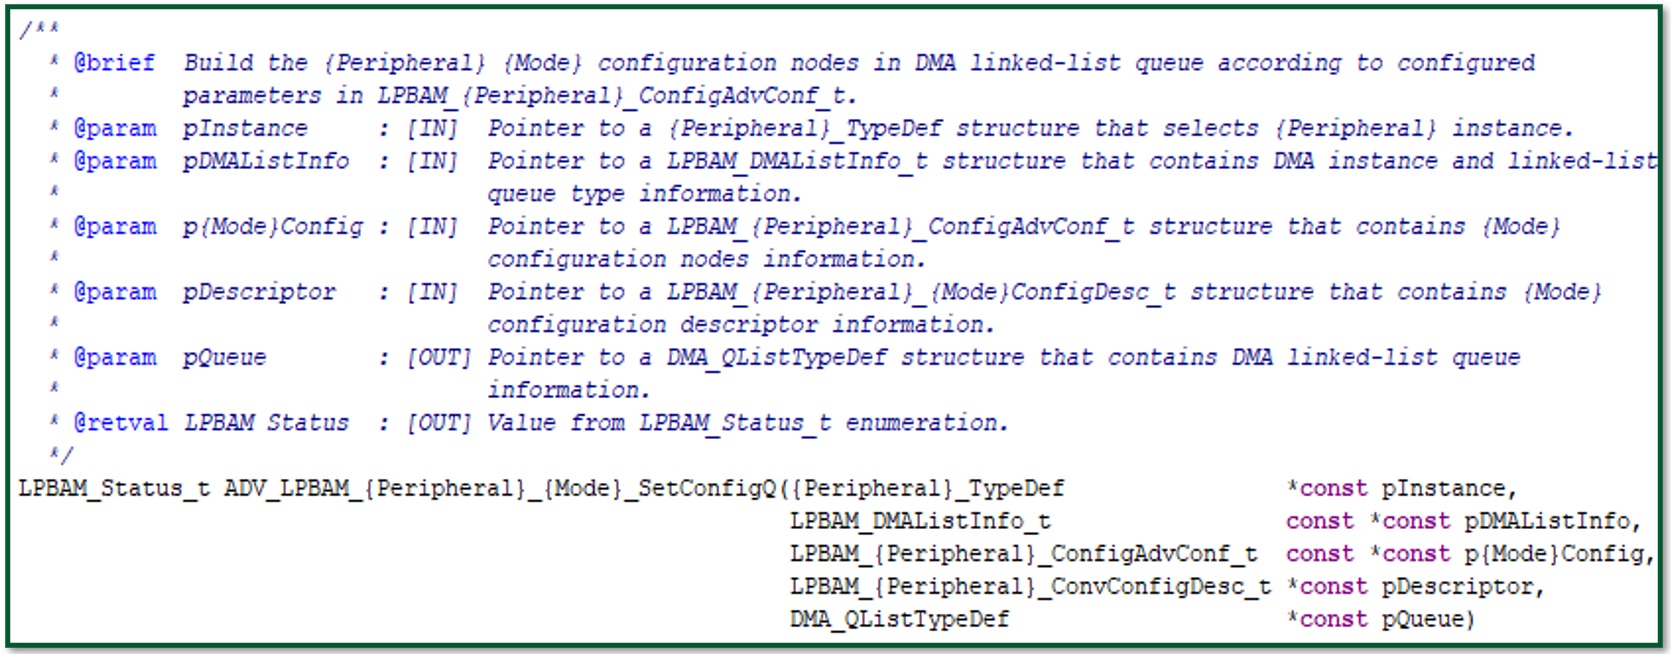 /**
* @brief Build the {Peripheral} {Mode} configuration nodes in DMA linked-list queue according to configured
* parameters in LPBAM_{Peripheral}_ConfigAdvConf_t.
* @param pInstance : [IN] Pointer to a {Peripheral}_TypeDef structure that selects {Peripheral} instance.
* @param pDMAListInfo : [IN] Pointer to a LPBAM_DMAListInfo_t structure that contains DMA instance and linked-list
* queue type information.
* @param p{Mode}Config : [IN] Pointer to a LPBAM_{Peripheral}_ConfigAdvConf_t structure that contains {Mode}
* configuration nodes information.
* @param pDescriptor : [IN] Pointer to a LPBAM_{Peripheral}_{Mode}ConfigDesc_t structure that contains {Mode}
* configuration descriptor information.
* @param pQueue : [OUT] Pointer to a DMA_QListTypeDef structure that contains DMA linked-list queue
* information.
* @retval LPBAM Status : [OUT] Value from LPBAM_Status_t enumeration.
*/
LPBAM_Status_t ADV_LPBAM_{Peripheral}_{Mode}_SetConfigQ({Peripheral}_TypeDef *const pInstance,
LPBAM_DMAListInfo_t const *const pDMAListInfo,
LPBAM_{Peripheral}_ConfigAdvConf_t const *const p{Mode}Config,
LPBAM_{Peripheral}_ConvConfigDesc_t *const pDescriptor,
DMA_QListTypeDef *const pQueue)